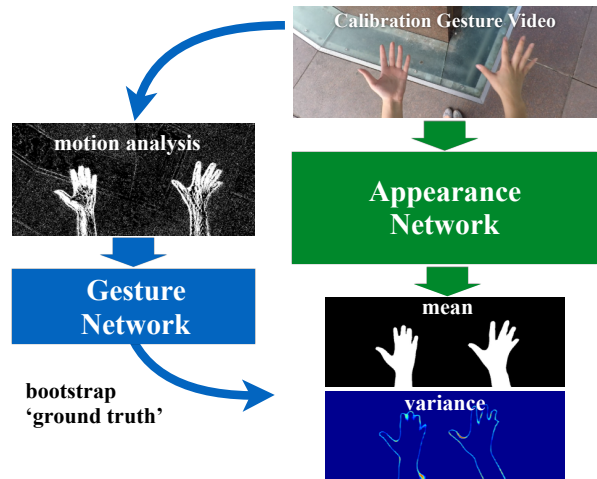 Calibration Gesture Video
motion analysis
Appearance
Network
Gesture
Network
mean
bootstrap
‘ground truth’
variance